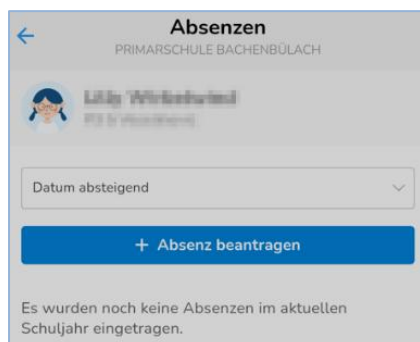 Absenzen
PRIMARSCHULE BACHENBÜLACH
Datum absteigend
+ Absenz beantragen
Es wurden noch keine Absenzen im aktuellen
Schuljahr eingetragen.